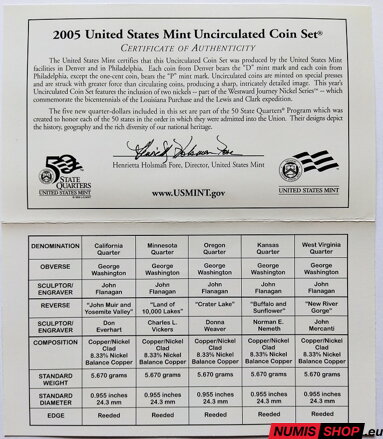 2005 United States Mint Uncirculated Coin Set®
CERTIFICATE OF AUTHENTICITY
The United States Mint certifies that this Uncirculated Coin Set was produced by the United States Mint
facilities in Denver and in Philadelphia. Each coin from Denver bears the "D" mint mark and each coin from
Philadelphia, except the one-cent coin, bears the "P" mint mark. Uncirculated coins are minted on special presses
and are struck with greater force than circulating coins, producing a sharp, intricately detailed image. This year's
Uncirculated Coin Set features the inclusion of two nickels – part of the Westward Journey Nickel Series™ – which
commemorate the bicentennials of the Louisiana Purchase and the Lewis and Clark expedition.
The five new quarter-dollars included in this set are part of the 50 State Quarters® Program which was
created to honor each of the 50 states in the order in which they were admitted into the Union. Their designs depict
the history, geography and the rich diversity of our national heritage.
Henrietta Holsman Fore, Director, United States Mint
50 STATE
QUARTERS
UNITED STATES MINT
www.USMINT.gov
UNITED STATES MINT
DENOMINATION California Quarter Minnesota Quarter Oregon Quarter Kansas Quarter West Virginia Quarter
OBVERSE George Washington George Washington George Washington George Washington George Washington
SCULPTOR/ENGRAVER John Flanagan John Flanagan John Flanagan John Flanagan John Flanagan
REVERSE "John Muir and Yosemite Valley" "Land of 10,000 Lakes" "Crater Lake" "Buffalo and Sunflower" "New River Gorge"
SCULPTOR/ENGRAVER Don Everhart Charles L. Vickers Donna Weaver Norman E. Nemeth John Mercanti
COMPOSITION Copper/Nickel Clad 8.33% Nickel Balance Copper Copper/Nickel Clad 8.33% Nickel Balance Copper Copper/Nickel Clad 8.33% Nickel Balance Copper Copper/Nickel Clad 8.33% Nickel Balance Copper Copper/Nickel Clad 8.33% Nickel Balance Copper
STANDARD WEIGHT 5.670 grams 5.670 grams 5.670 grams 5.670 grams 5.670 grams
STANDARD DIAMETER 0.955 inches 24.3 mm 0.955 inches 24.3 mm 0.955 inches 24.3 mm 0.955 inches 24.3 mm 0.955 inches 24.3 mm
EDGE Reeded Reeded Reeded Reeded Reeded
NUMIS SHOP.eu